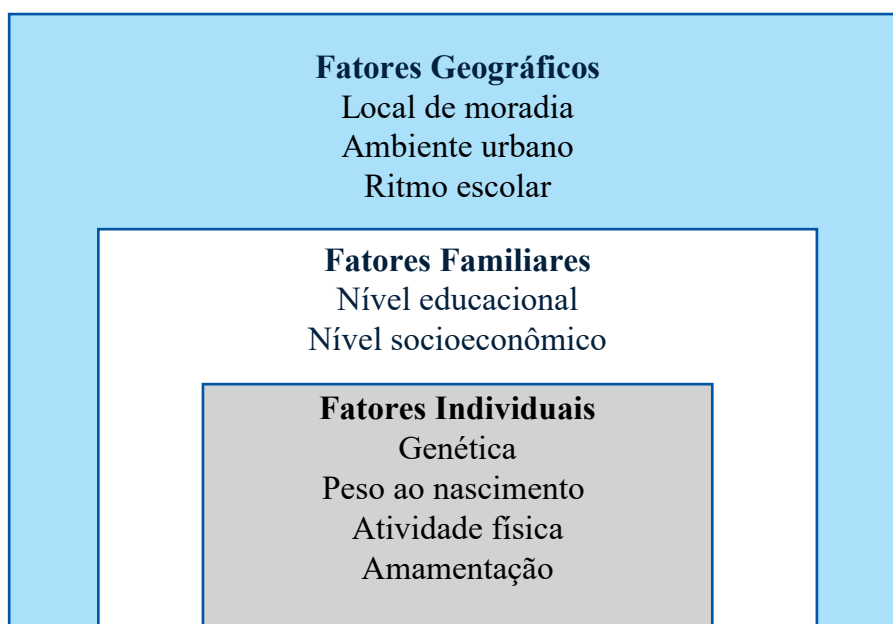 Fatores Geográficos
Local de moradia
Ambiente urbano
Ritmo escolar
Fatores Familiares
Nível educacional
Nível socioeconômico
Fatores Individuais
Genética
Peso ao nascimento
Atividade física
Amamentação